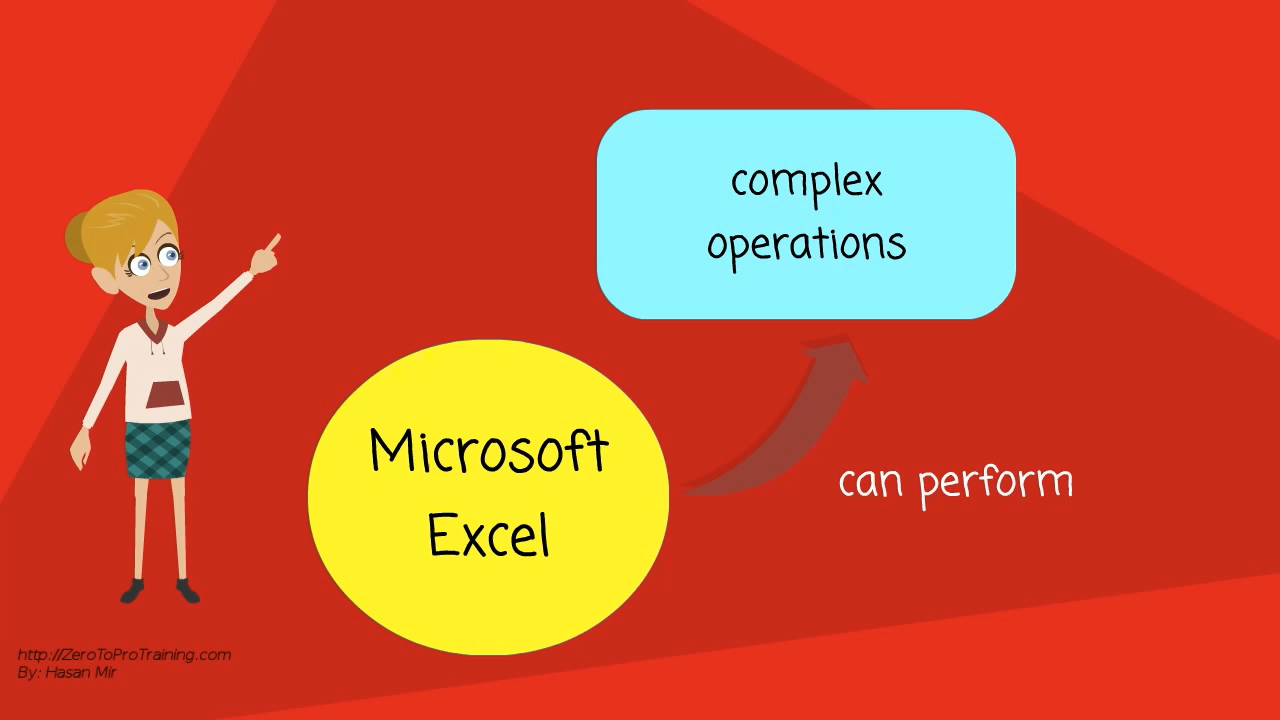 complex
operations
Microsoft
Excel
can perform
http://ZeroToProTraining.com
By: Hasan Mir